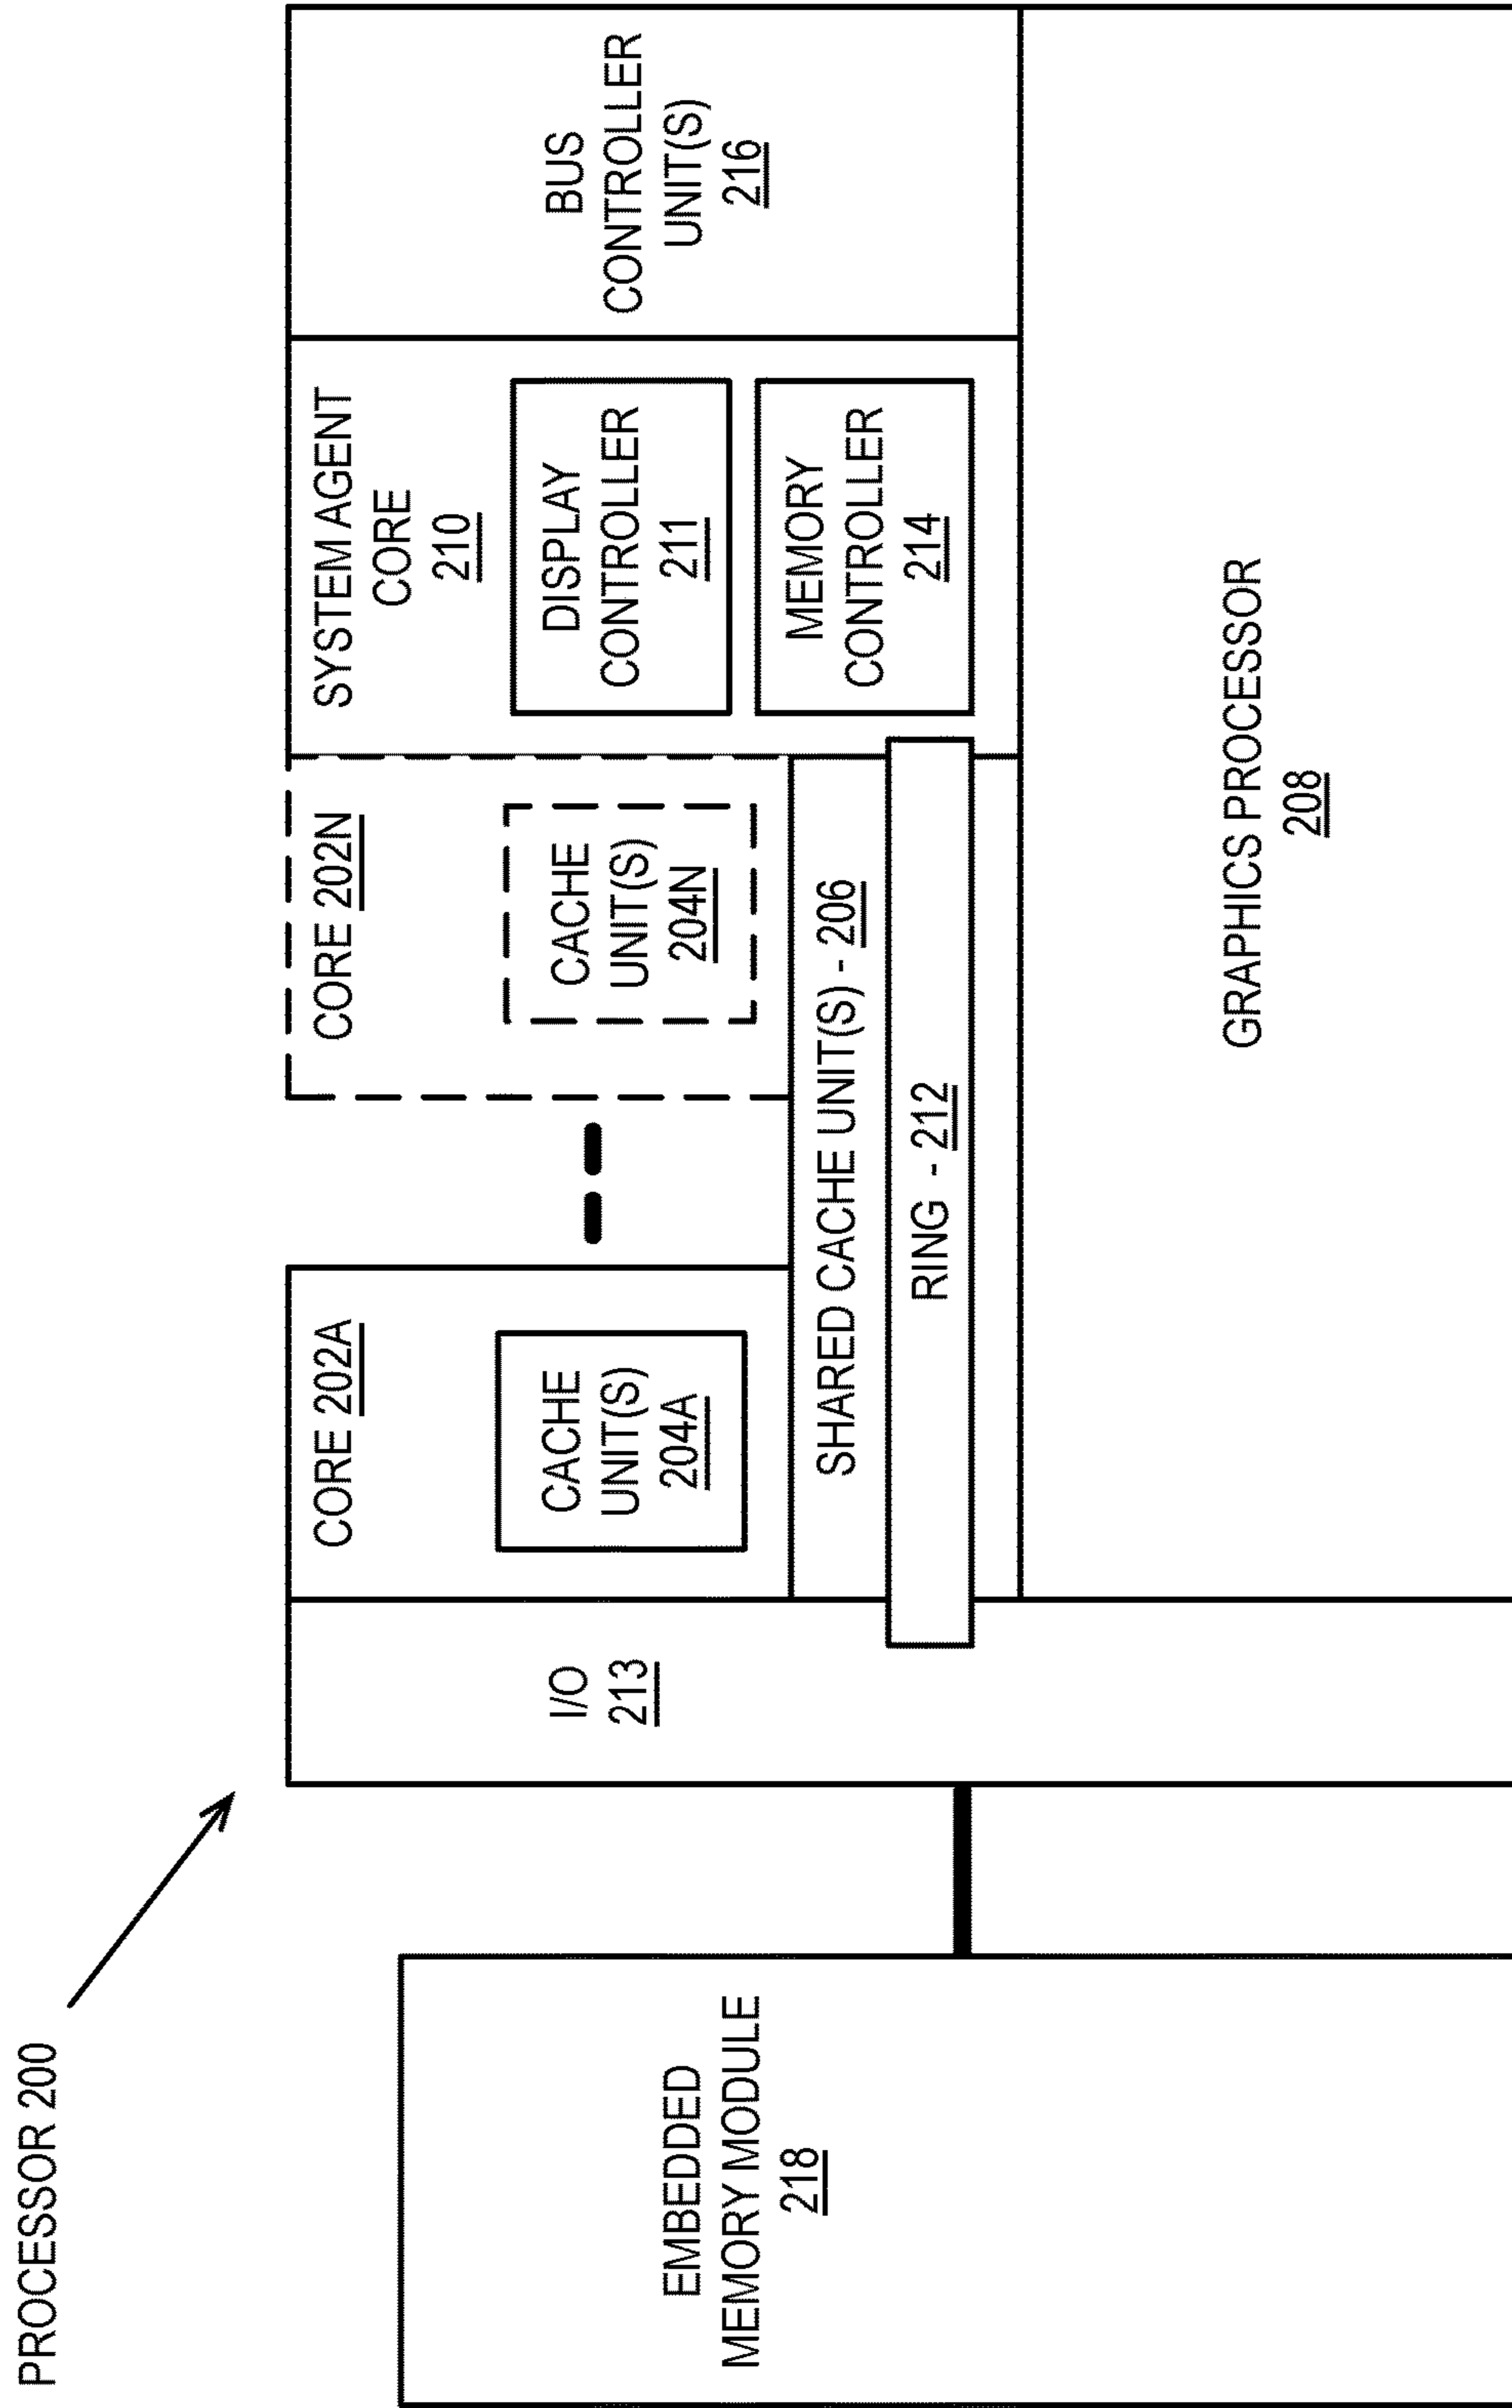 PROCESSOR 200
EMBEDDED
MEMORY MODULE
218
I/O
213
CORE 202A
CACHE
UNIT(S)
204A
CORE 202N
CACHE
UNIT(S)
204N
SHARED CACHE UNIT(S) - 206
RING - 212
SYSTEM AGENT
CORE
210
DISPLAY
CONTROLLER
211
MEMORY
CONTROLLER
214
BUS
CONTROLLER
UNIT(S)
216
GRAPHICS PROCESSOR
208